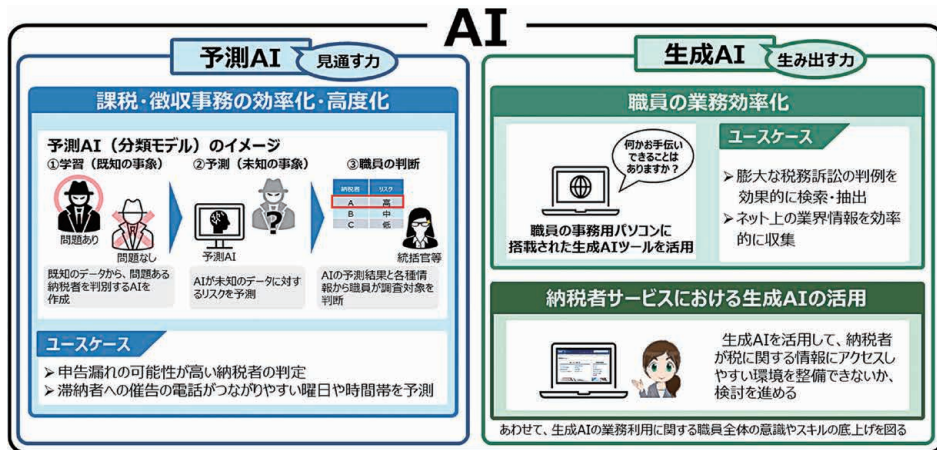 AI
予測AI
見通す力
課税・徴収事務の効率化・高度化
予測AI（分類モデル）のイメージ
①学習（既知の事象）
②予測（未知の事象）
③職員の判断
問題あり
問題なし
?
予測AI
納税者 リスク
A 高
B 中
C 低
統括官等
既知のデータから、問題ある
納税者を判別するAIを
作成
AIが未知のデータに対す
るリスクを予測
AIの予測結果と各種情
報から職員が調査対象を
判断
ユースケース
➢申告漏れの可能性が高い納税者の判定
➢滞納者への催告の電話がつながりやすい曜日や時間帯を予測
生成AI
生み出す力
職員の業務効率化
何かお手伝い
できることは
ありますか？
職員の事務用パソコンに
搭載された生成AIツールを活用
ユースケース
➢膨大な税務訴訟の判例を
効果的に検索・抽出
➢ネット上の業界情報を効率
的に収集
納税者サービスにおける生成AIの活用
生成AIを活用して、納税者
が税に関する情報にアクセスし
やすい環境を整備できないか、
検討を進める
あわせて、生成AIの業務利用に関する職員全体の意識やスキルの底上げを図る